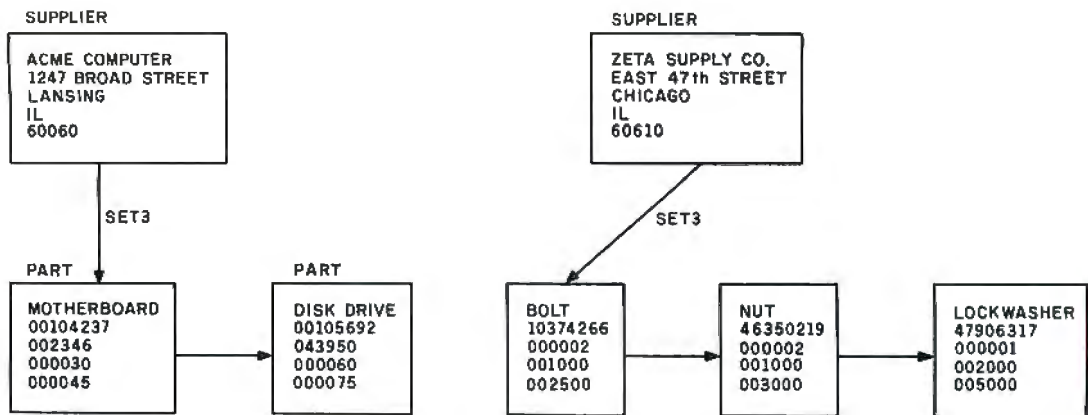 SUPPLIER
ACME COMPUTER
1247 BROAD STREET
LANSING
IL
60060
SUPPLIER
ZETA SUPPLY CO.
EAST 47th STREET
CHICAGO
IL
60610
SET3
SET3
PART
MOTHERBOARD
00104237
002346
000030
000045
PART
DISK DRIVE
00105692
043950
000060
000075
BOLT
10374266
000002
001000
002500
NUT
46350219
000002
001000
003000
LOCKWASHER
47906317
000001
002000
005000